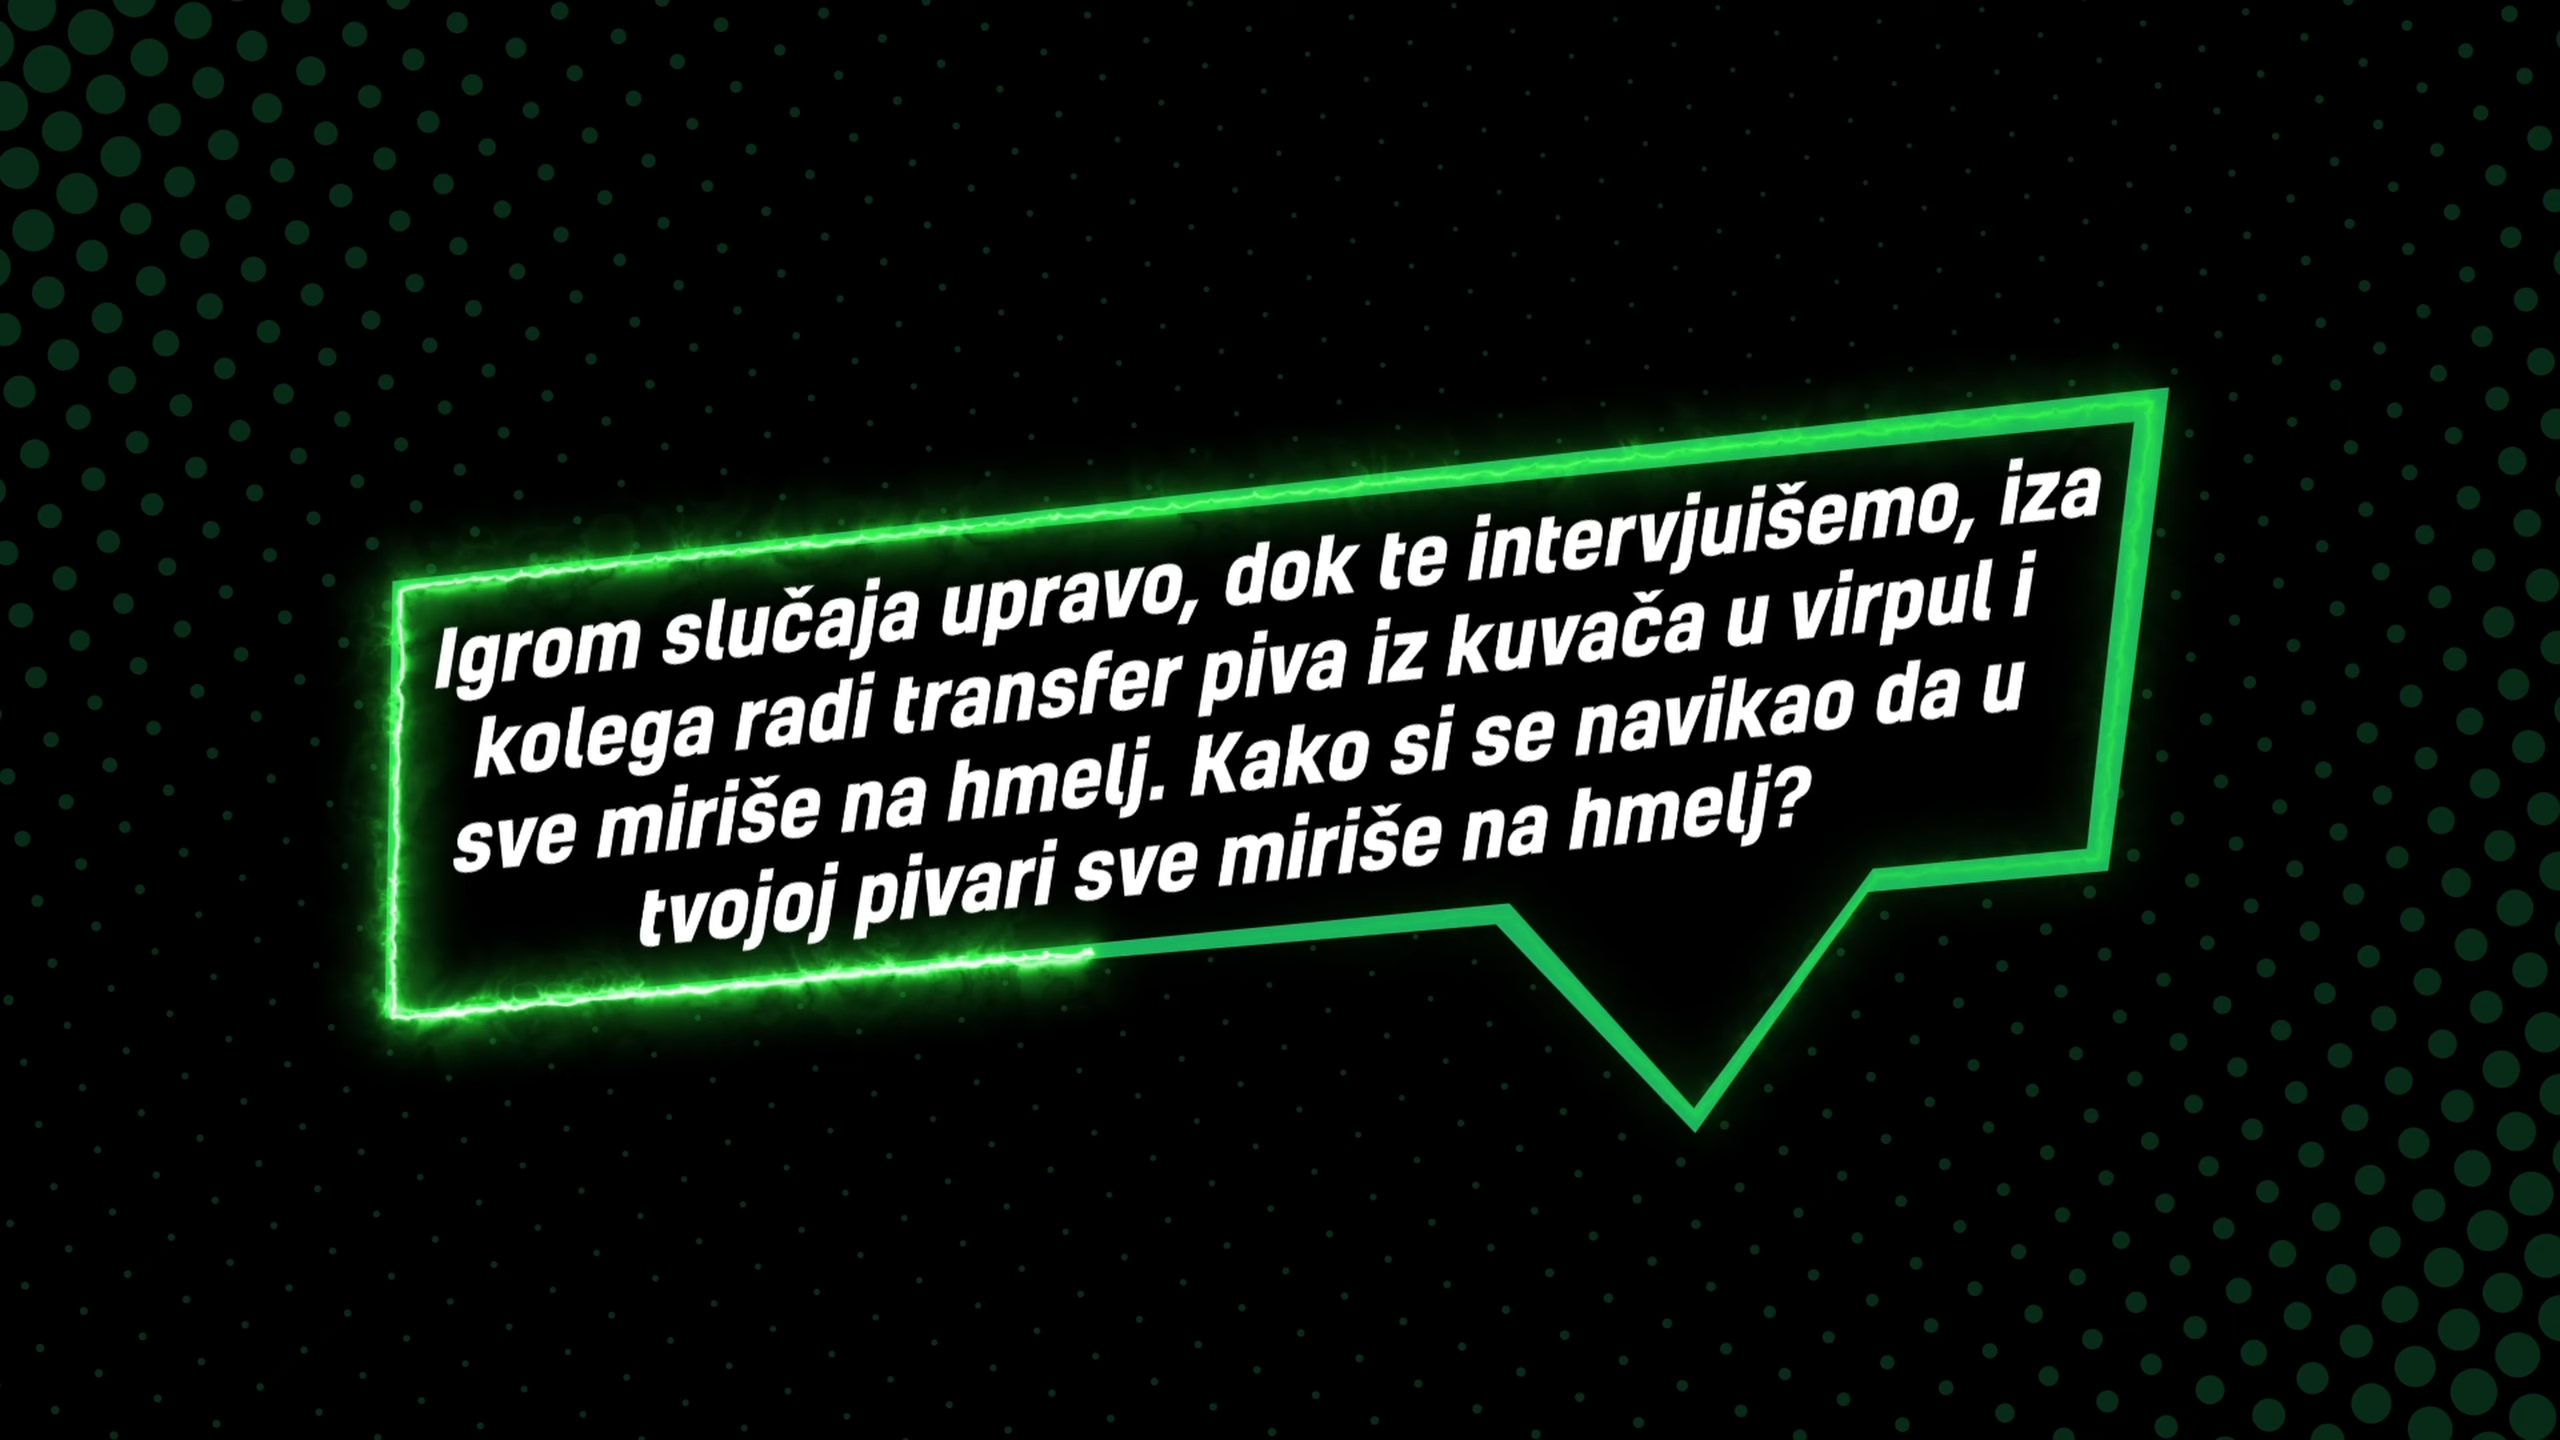 Igrom slučaja upravo, dok te intervjuišemo, iza
kolega radi transfer piva iz kuvača u virpul i
sve miriše na hmelj. Kako si se navikao da u
tvojoj pivari sve miriše na hmelj?